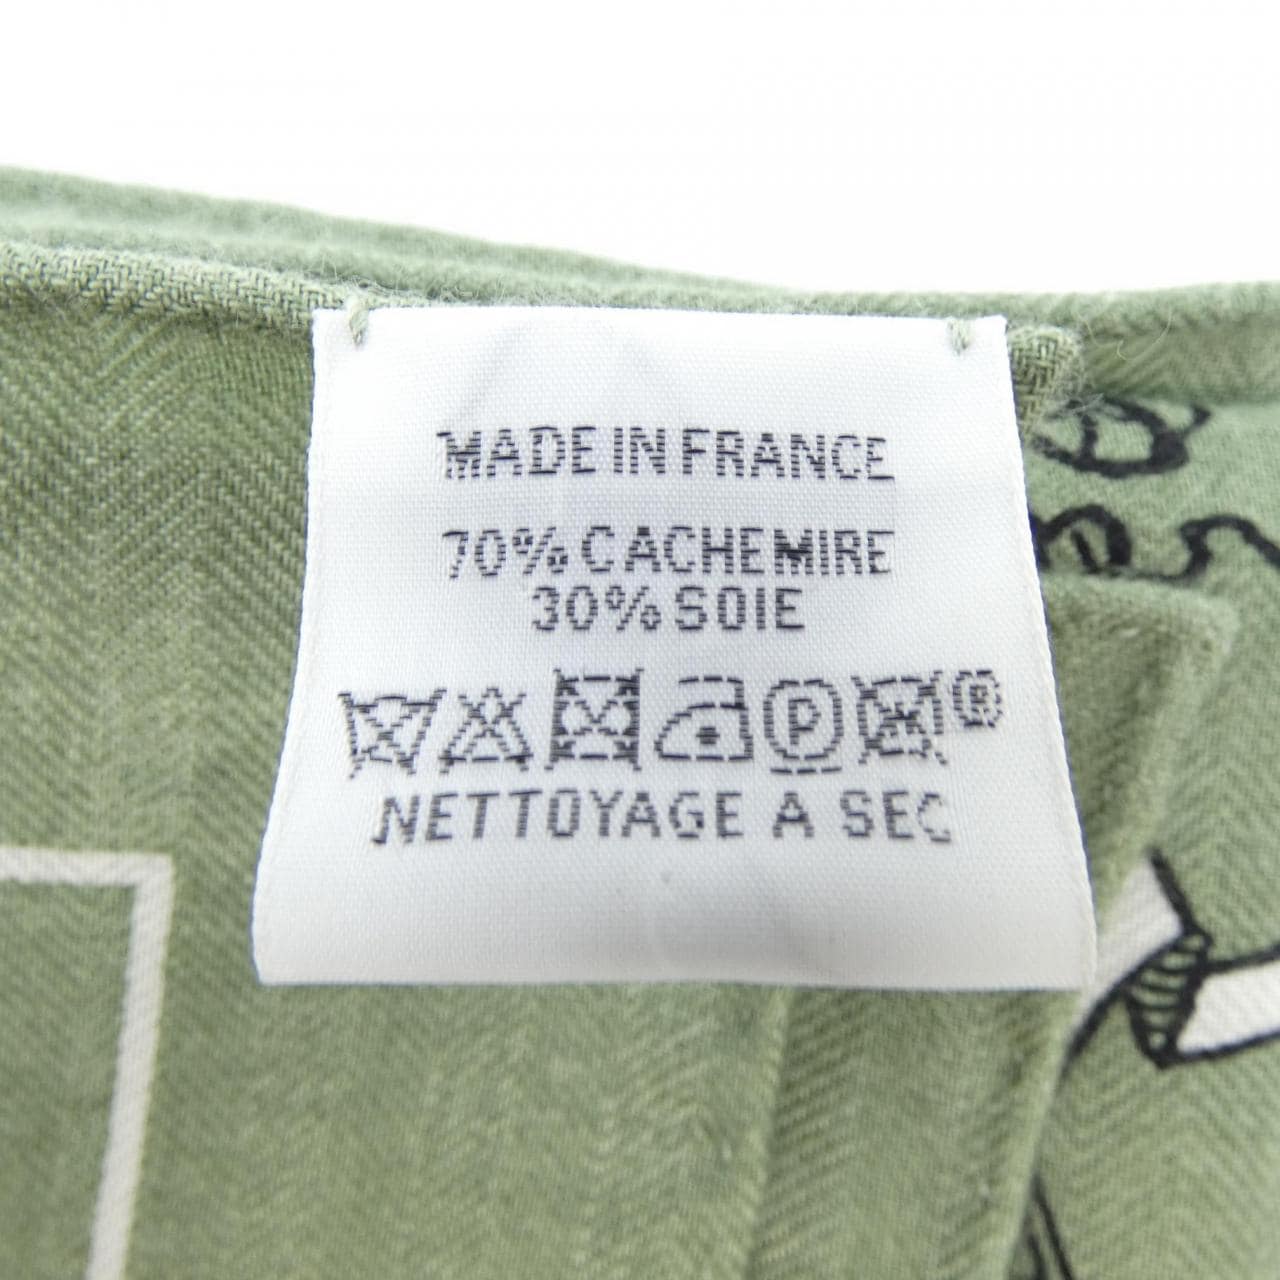 MADE IN FRANCE
70% CACHEMIRE
30% SOIE
P ®
NETTOYAGE A SEC